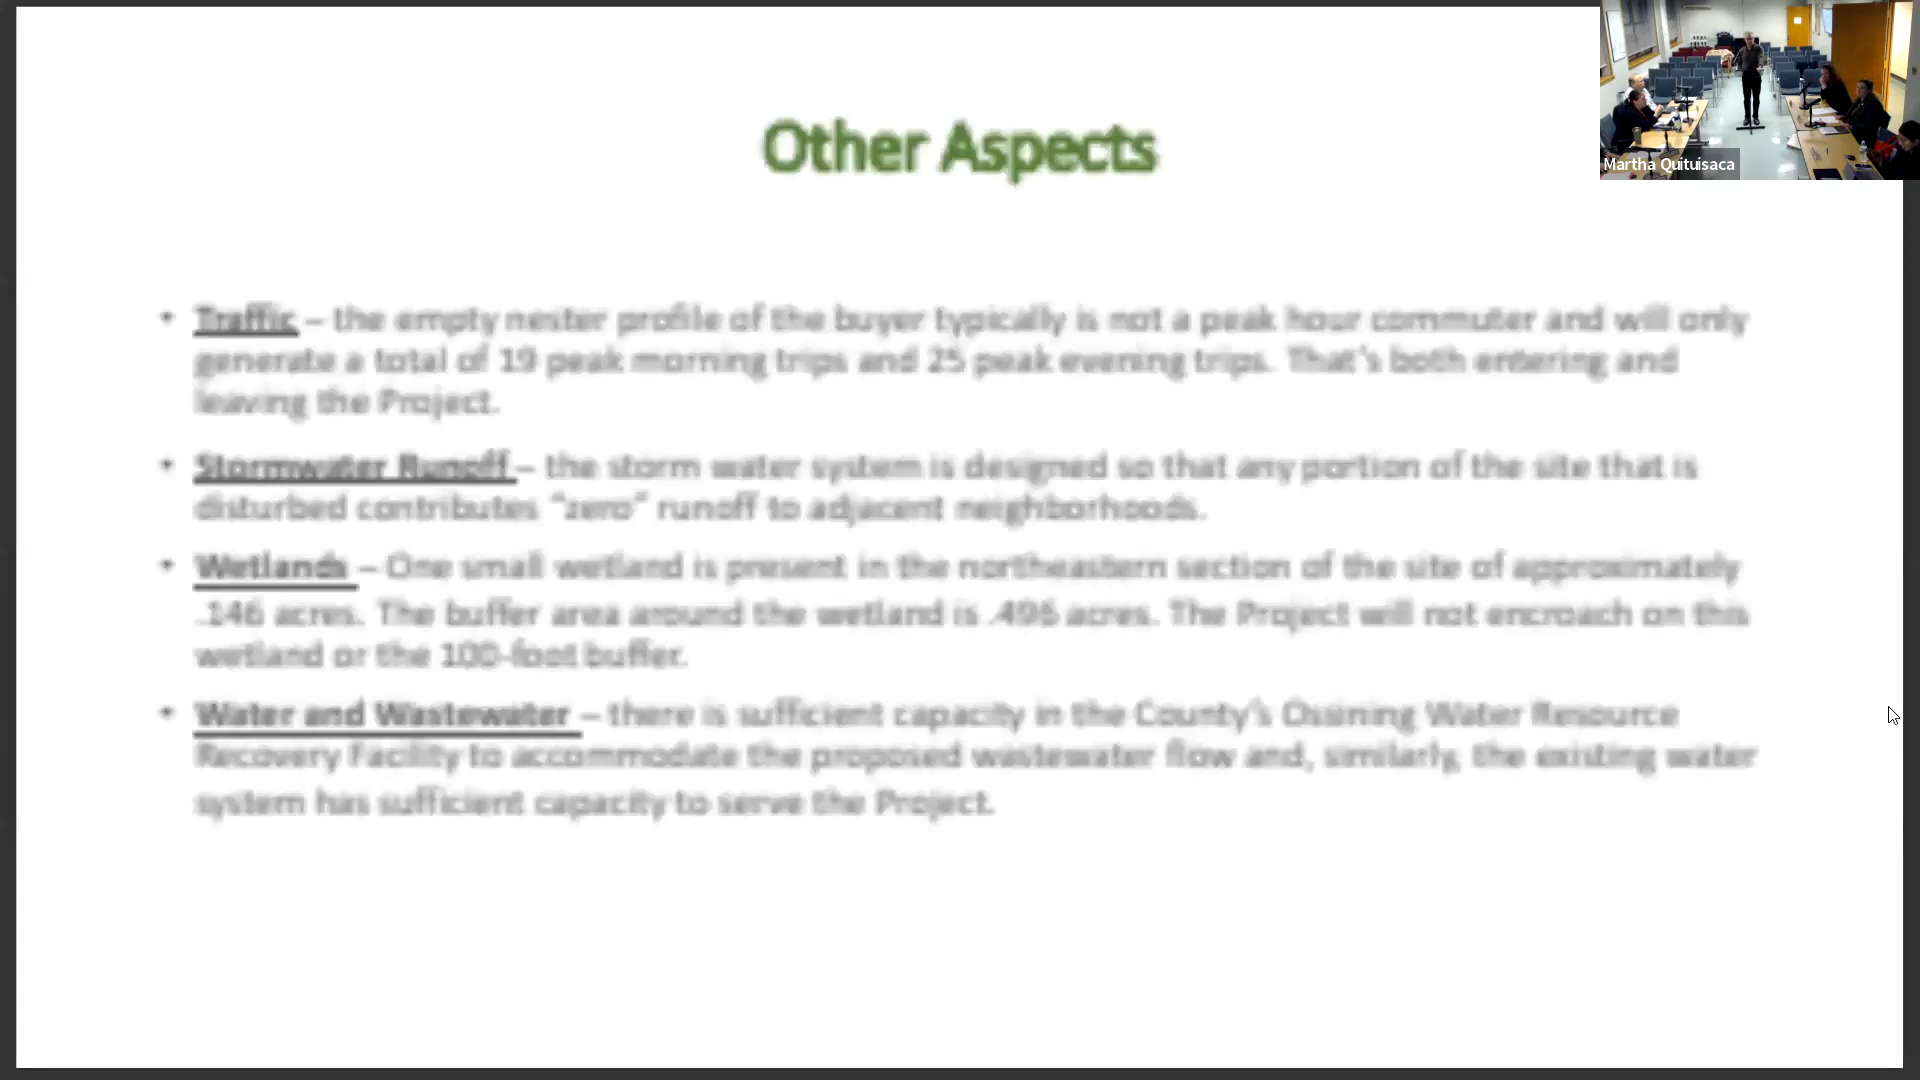 Other Aspects
Martha Quituisaca
• Traffic – the empty nester profile of the buyer typically is not a peak hour commuter and will only
generate a total of 19 peak morning trips and 25 peak evening trips. That's both entering and
leaving the Project.
• Stormwater Runoff – the storm water system is designed so that any portion of the site that is
disturbed contributes “zero” runoff to adjacent neighborhoods.
• Wetlands – One small wetland is present in the northeastern section of the site of approximately
.146 acres. The buffer area around the wetland is .496 acres. The Project will not encroach on this
wetland or the 100-foot buffer.
• Water and Wastewater – there is sufficient capacity in the County's Ossining Water Resource
Recovery Facility to accommodate the proposed wastewater flow and, similarly, the existing water
system has sufficient capacity to serve the Project.